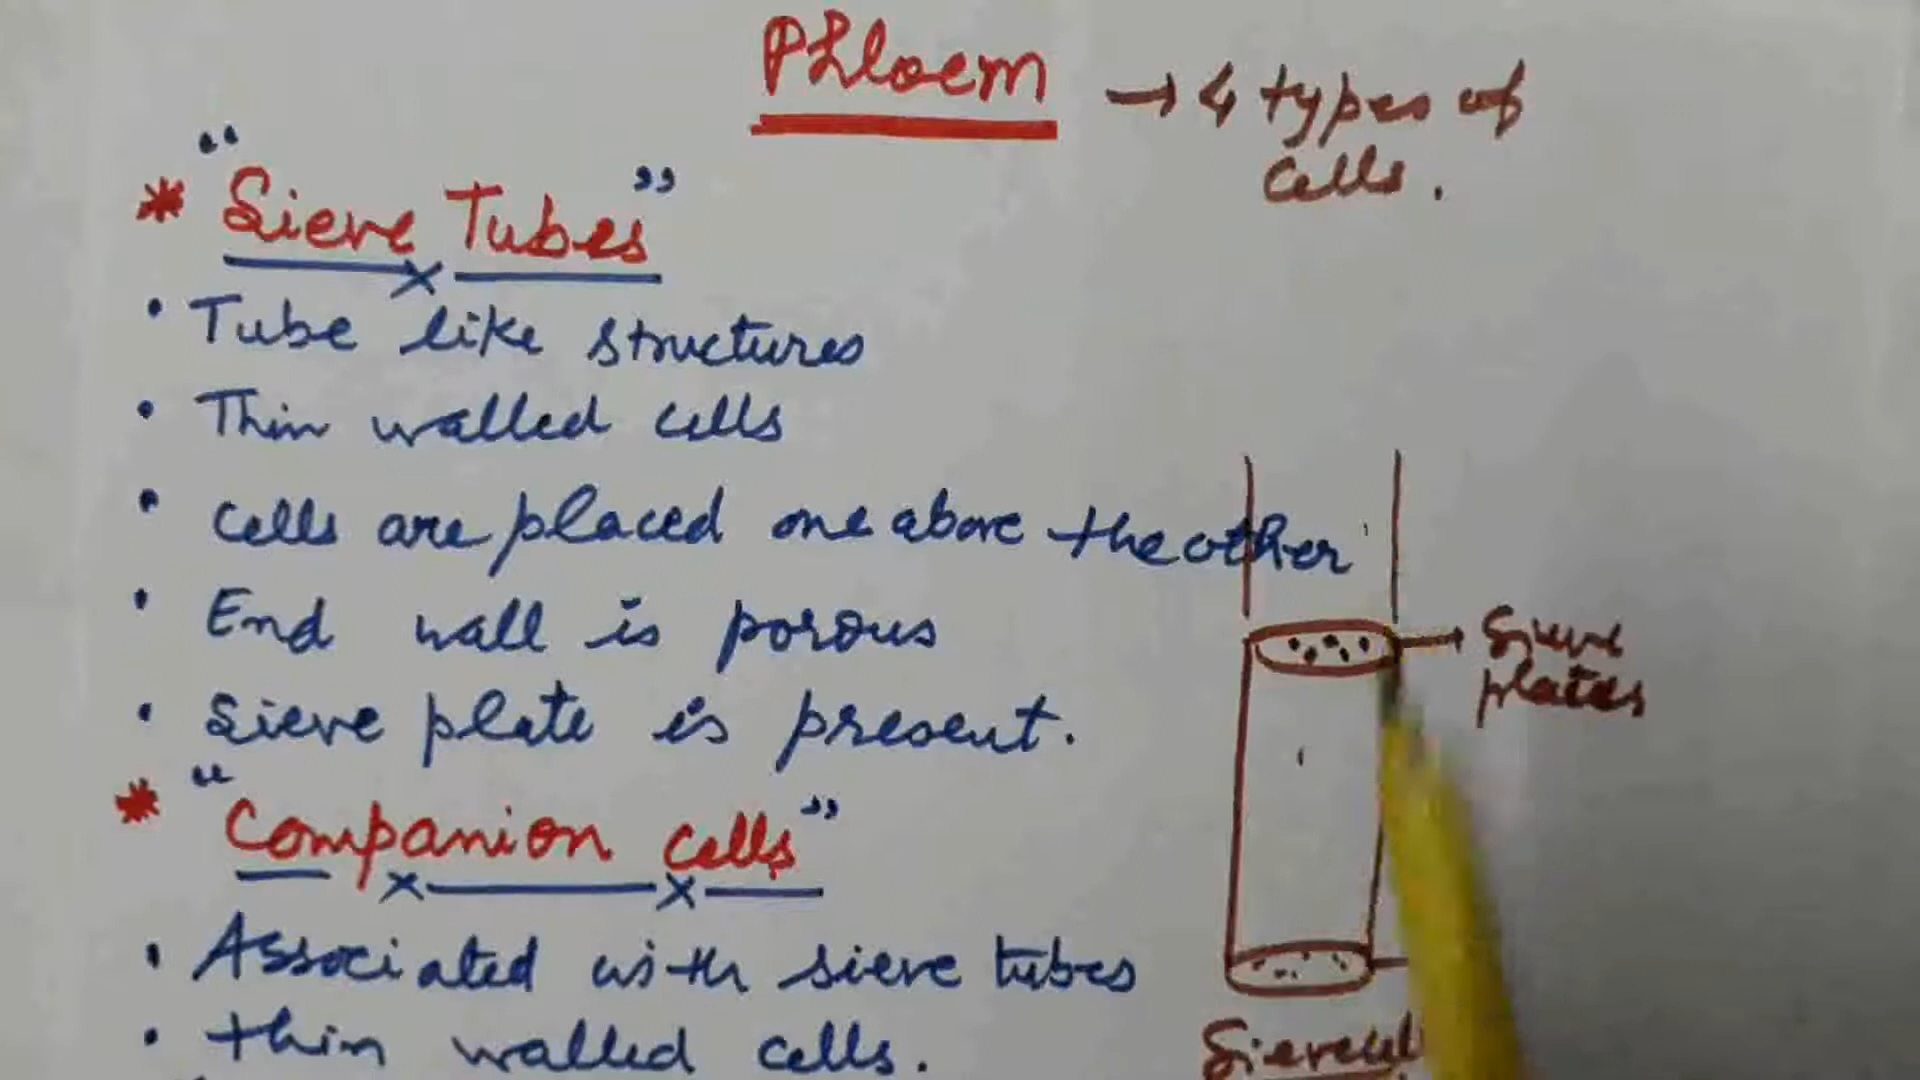 Phloem → 4 types of
cells.
* "Sieve Tubes"
• Tube like structures
• Thin walled cells
• Cells are placed one above the other
• End wall is porous
→ Sieve
plates
• Sieve plate is present.
* "Companion cells"
• Associated with sieve tubes
• thin walled cells.